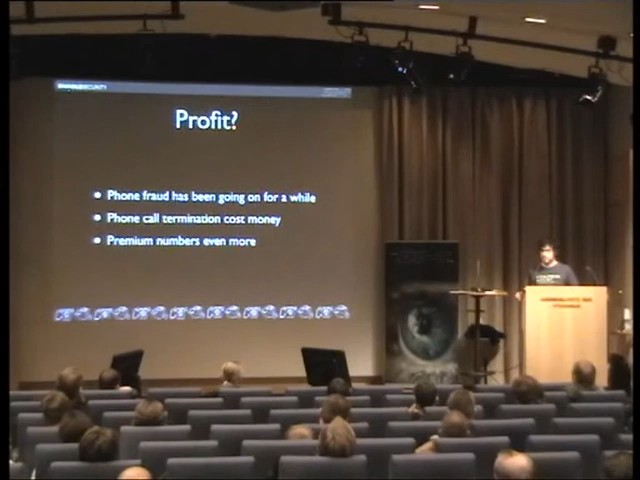 Profit?
Phone fraud has been going on for a while
Phone call termination cost money
Premium numbers even more